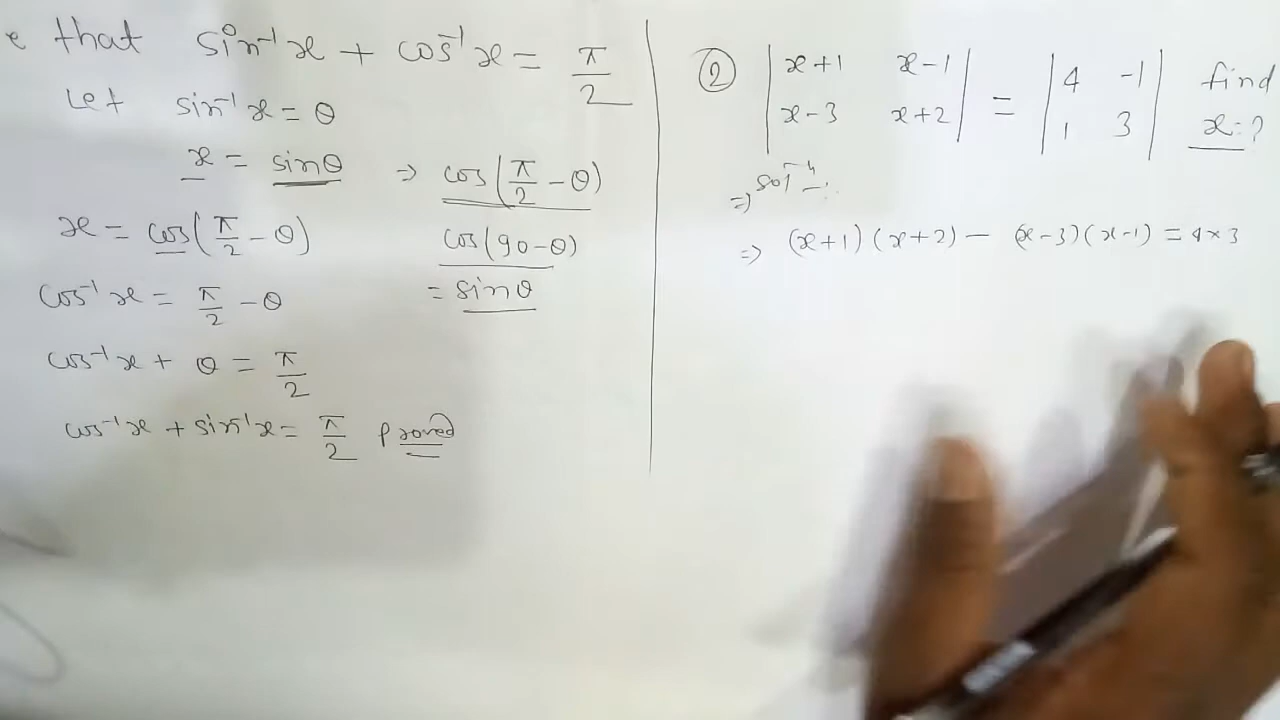 e that sin⁻¹x + cos⁻¹x = π/2
Let sin⁻¹x = θ
x = sinθ ⇒ cos(π/2 − θ)
x = cos(π/2 − θ) cos(90 − θ)
cos⁻¹x = π/2 − θ = sinθ
cos⁻¹x + θ = π/2
cos⁻¹x + sin⁻¹x = π/2 proved
② |x+1 x−1| = |4 −1| find
|x−3 x+2| |1 3| x=?
⇒ solⁿ :
⇒ (x+1)(x+2) − (x−3)(x−1) = 4×3